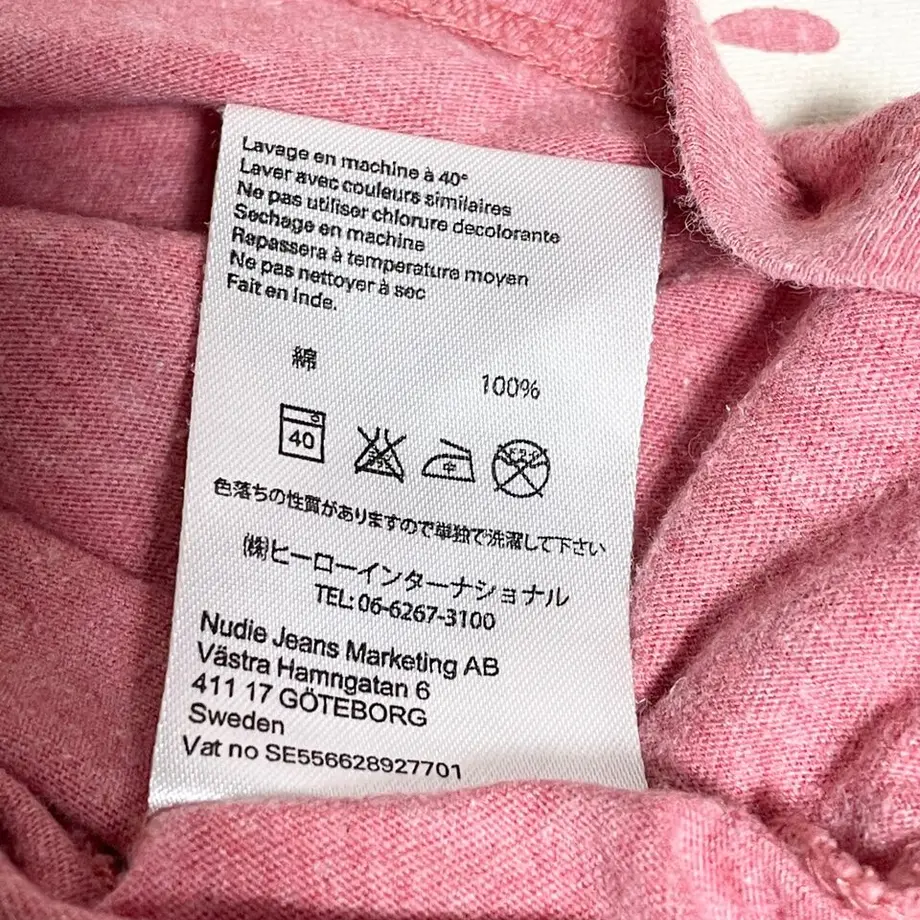 Lavage en machine à 40°
Laver avec couleurs similaires
Ne pas utiliser chlorure decolorante
Sechage en machine
Repassera à temperature moyen
Ne pas nettoyer à sec
Fait en Inde.
綿 100%
40 中 ドライ
色落ちの性質がありますので単独で洗濯して下さい
(株)ヒーローインターナショナル
TEL: 06-6267-3100
Nudie Jeans Marketing AB
Västra Hamngatan 6
411 17 GÖTEBORG
Sweden
Vat no SE556628927701